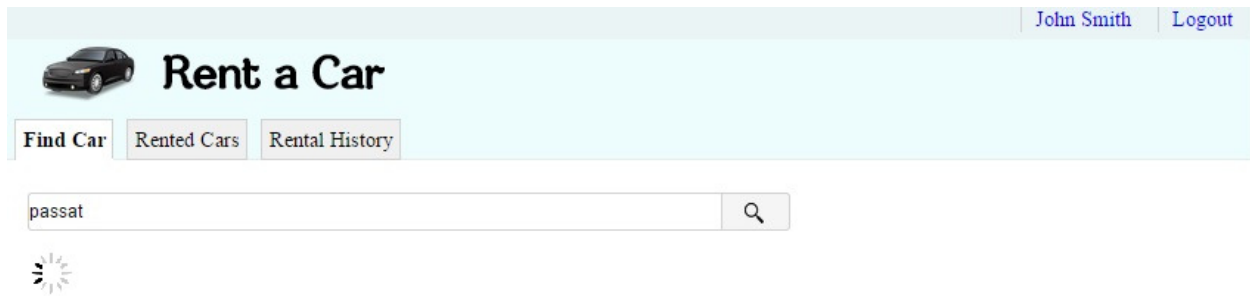 John Smith Logout
Rent a Car
Find Car Rented Cars Rental History
passat